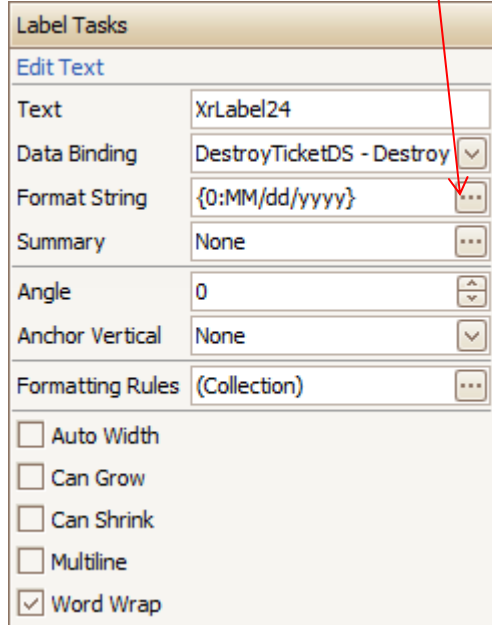 Label Tasks
Edit Text
Text XrLabel24
Data Binding DestroyTicketDS - Destroy
Format String {0:MM/dd/yyyy}
Summary None
Angle 0
Anchor Vertical None
Formatting Rules (Collection)
Auto Width
Can Grow
Can Shrink
Multiline
Word Wrap